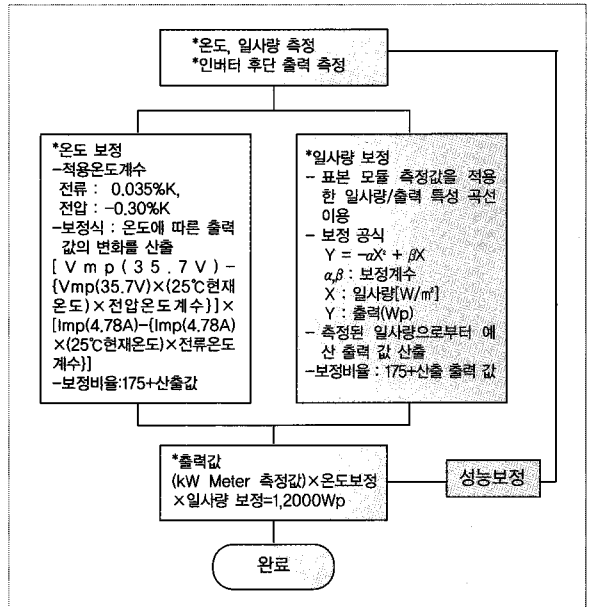 *온도, 일사량 측정
*인버터 후단 출력 측정
*온도 보정
-적용온도계수
전류 : 0.035%K,
전압 : -0.30%K
-보정식 : 온도에 따른 출력
값의 변화를 산출
[Vmp(35.7V)-
{Vmp(35.7V)×(25℃현재
온도)×전압온도계수}]×
[Imp(4.78A)-{Imp(4.78A)
×(25℃현재온도)×전류온도
계수}]
-보정비율:175+산출값
*일사량 보정
- 표본 모듈 측정값을 적용
한 일사량/출력 특성 곡선
이용
- 보정 공식
Y = -αX² + βX
α,β : 보정계수
X : 일사량[W/㎡]
Y : 출력(Wp)
- 측정된 일사량으로부터 예
산 출력 값 산출
-보정비율 : 175+산출 출력 값
*출력값
(kW Meter 측정값)×온도보정
×일사량 보정=1,2000Wp
성능보정
완료